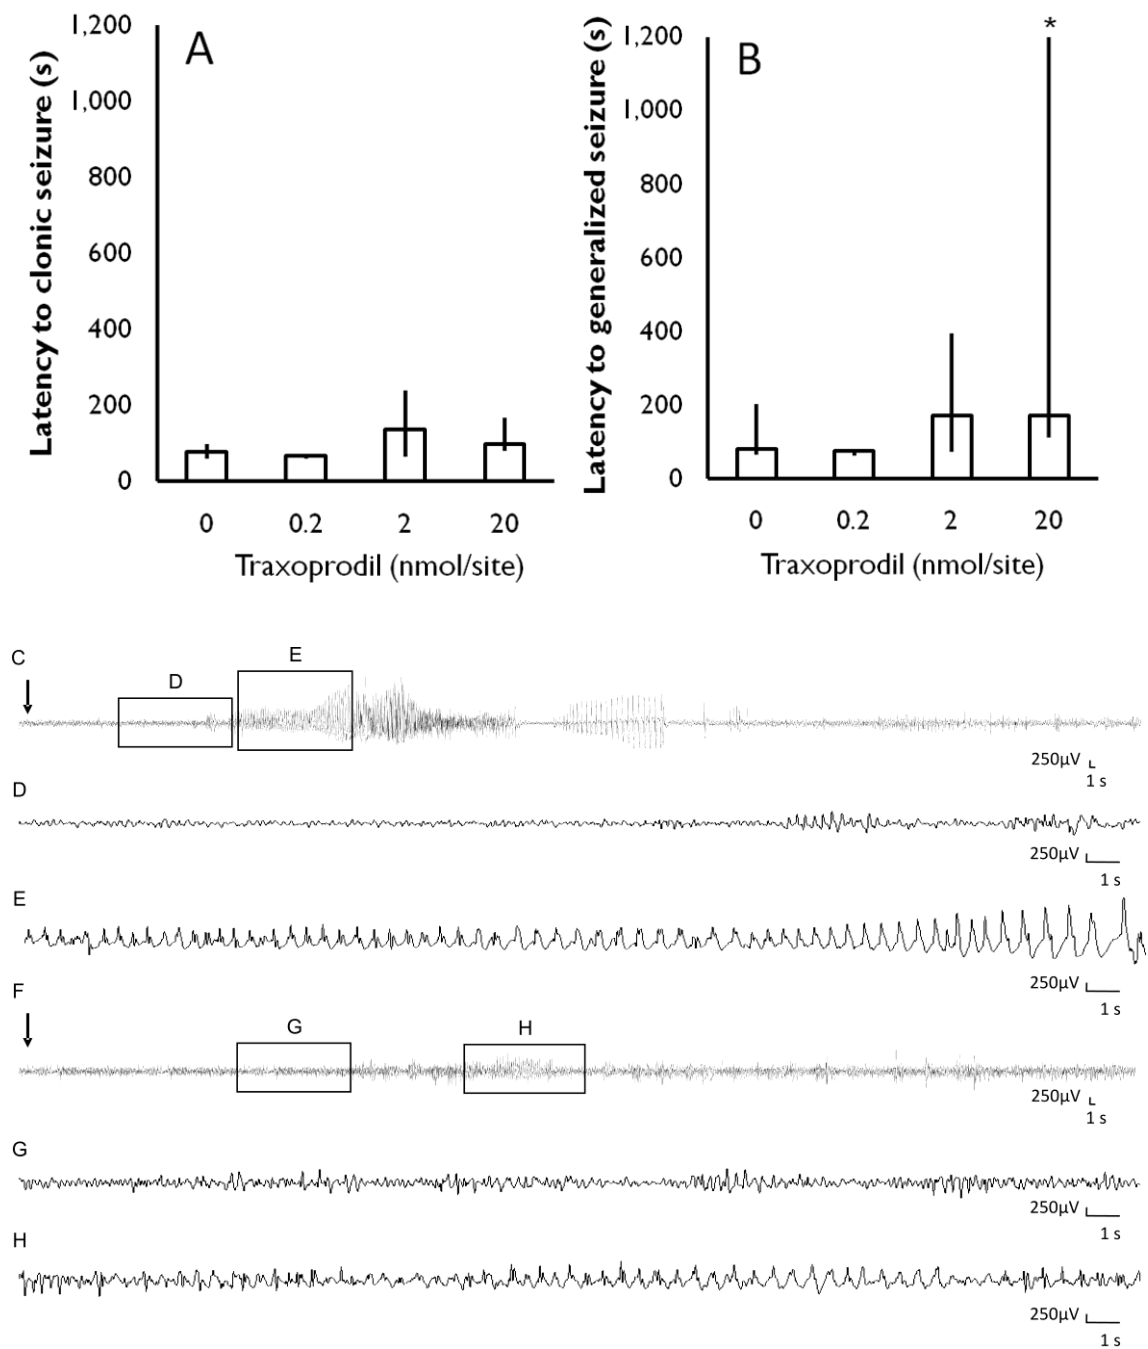 A
Latency to clonic seizure (s)
1,200
1,000
800
600
400
200
0
0 0.2 2 20
Traxoprodil (nmol/site)
B
*
Latency to generalized seizure (s)
1,200
1,000
800
600
400
200
0
0 0.2 2 20
Traxoprodil (nmol/site)
C
D
E
250µV
1 s
D
250µV
1 s
E
250µV
1 s
F
G
H
250µV
1 s
G
250µV
1 s
H
250µV
1 s